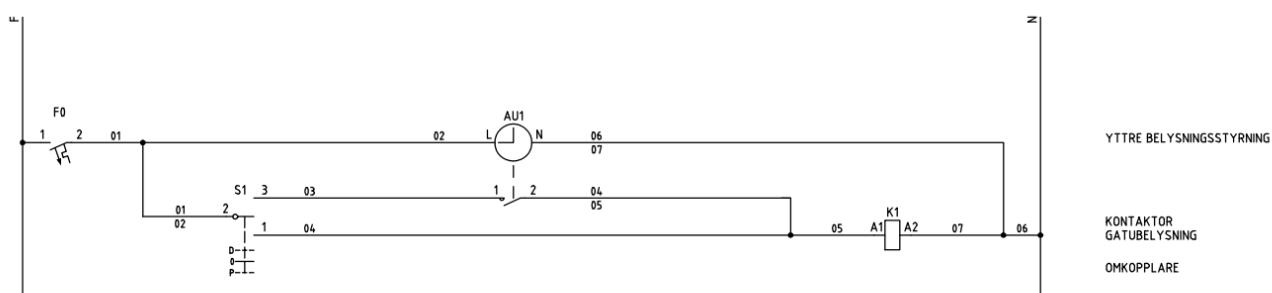 F
N
F0
AU1
1 2 01 02 L N 06 YTTRE BELYSNINGSSTYRNING
07
S1 3 03 1 2 04
05
01 2 K1 KONTAKTOR
02
1 04 05 A1 A2 07 06 GATUBELYSNING
D
0 OMKOPPLARE
P